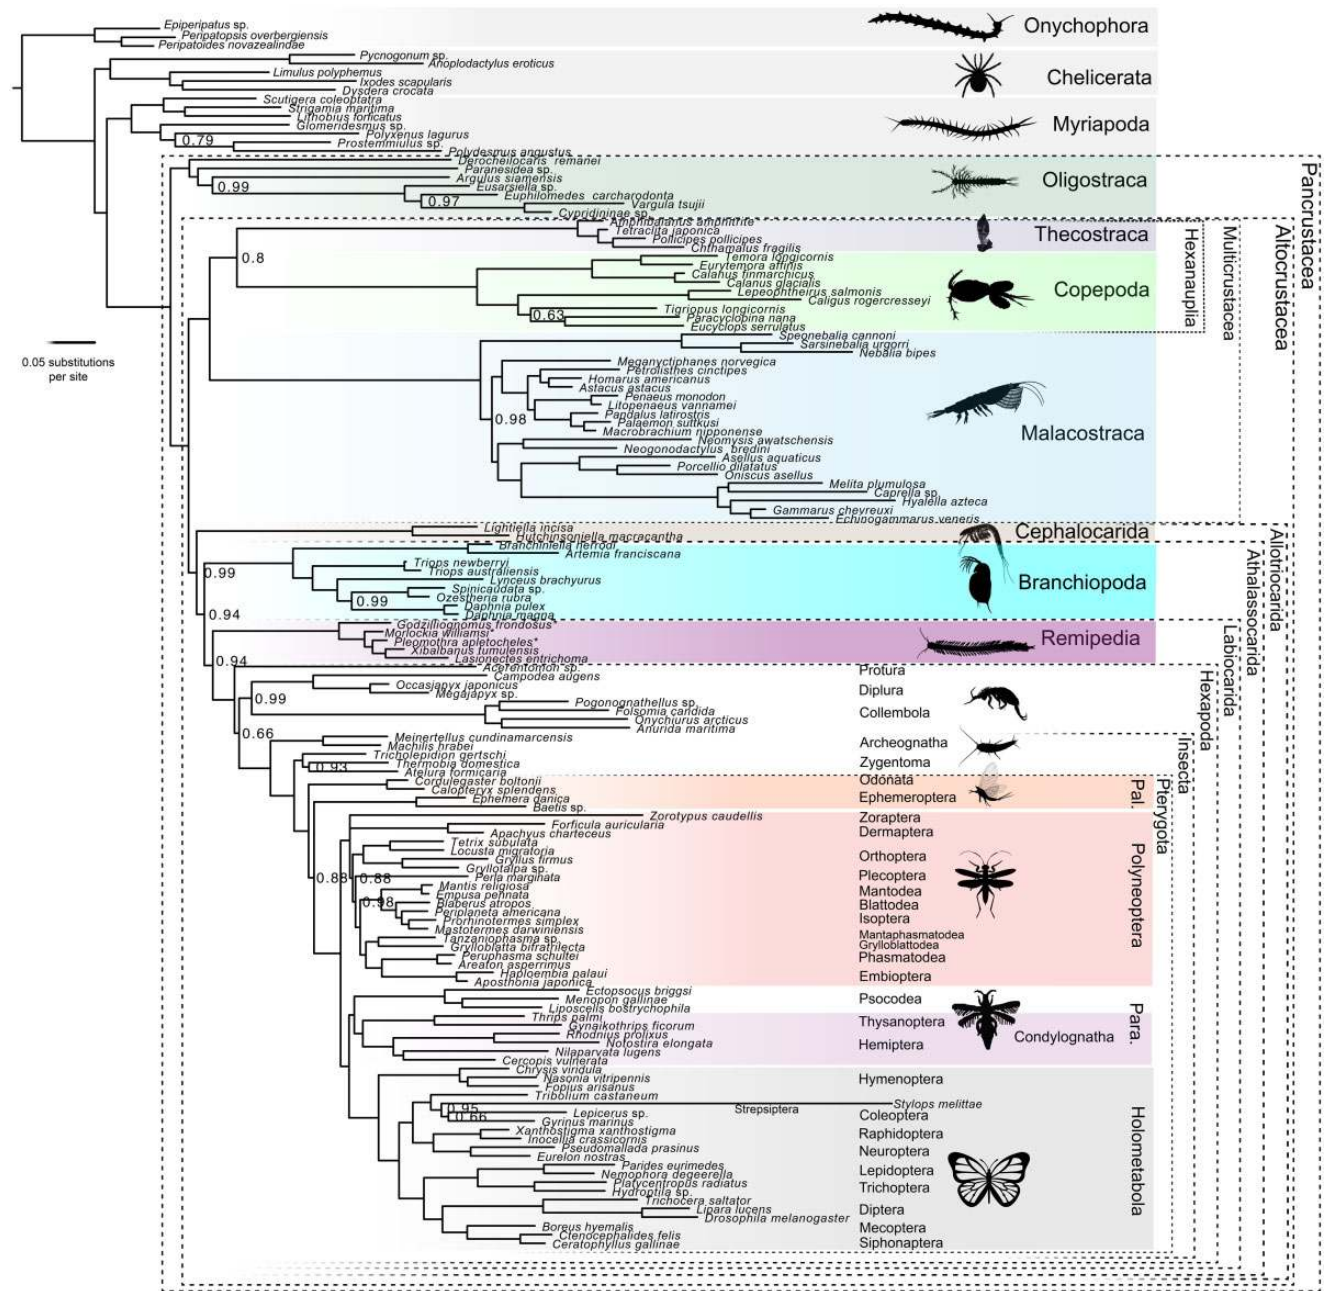 Epiperipatus sp.
Peripatopsis overbergiensis
Peripatoides novazealindae
Onychophora
Pycnogonum sp.
Anoplodactylus eroticus
Limulus polyphemus
Ixodes scapularis
Dysdera crocata
Chelicerata
Scutigera coleoptatra
Strigamia maritima
Lithobius forficatus
Glomeridesmus sp.
Polyxenus lagurus
0.79
Prostemmiulus sp.
Polydesmus angustus
Myriapoda
Derocheilocaris remanei
Paranesidea sp.
Argulus siamensis
0.99
Eusarsiella sp.
Euphilomedes carcharodonta
0.97
Vargula tsujii
Cypridininae sp.
Oligostraca
Pancrustacea
Amphibalanus amphitrite
Tetraclita japonica
Pollicipes pollicipes
Chthamalus fragilis
Thecostraca
0.8
Temora longicornis
Eurytemora affinis
Calanus finmarchicus
Calanus glacialis
Lepeophtheirus salmonis
Caligus rogercresseyi
Tigriopus longicornis
0.63
Paracyclopina nana
Eucyclops serrulatus
Copepoda
Hexanauplia
Multicrustacea
Altocrustacea
0.05 substitutions
per site
Speonebalia cannoni
Sarsinebalia urgorri
Nebalia bipes
Meganyctiphanes norvegica
Petrolisthes cinctipes
Homarus americanus
Astacus astacus
Penaeus monodon
Litopenaeus vannamei
Pandalus latirostris
0.98
Palaemon suttkusi
Macrobrachium nipponense
Neomysis awatschensis
Neogonodactylus bredini
Asellus aquaticus
Porcellio dilatatus
Oniscus asellus
Melita plumulosa
Caprella sp.
Hyalella azteca
Gammarus chevreuxi
Echinogammarus veneris
Malacostraca
Lightiella incisa
Hutchinsoniella macracantha
Cephalocarida
Branchinella herrodi
Artemia franciscana
Triops newberryi
Triops australiensis
0.99
Lynceus brachyurus
Spinicaudata sp.
Ozestheria rubra
0.99
Daphnia pulex
Daphnia magna
0.94
Branchiopoda
Allotriocarida
Athalassocarida
Godzilliognomus frondosus*
Morlockia williamsi*
Pleomothra apletocheles*
Xibalbanus tumulensis
Lasionectes entrichoma
Remipedia
Labiocarida
0.94
Acerentomon sp.
Protura
Campodea augens
Occasjapyx japonicus
Megajapyx sp.
0.99
Diplura
Pogonognathellus sp.
Folsomia candida
Onychiurus arcticus
Anurida maritima
Collembola
Hexapoda
0.66
Meinertellus cundinamarcensis
Machilis hrabei
Archeognatha
Tricholepidion gertschi
Thermobia domestica
0.93
Atelura formicaria
Zygentoma
Insecta
Cordulegaster boltonii
Calopteryx splendens
Odonata
Ephemera danica
Baetis sp.
Ephemeroptera
Pal.
Pterygota
Zorotypus caudellis
Zoraptera
Forficula auricularia
Apachyus charteceus
Dermaptera
Tetrix subulata
Locusta migratoria
Gryllus firmus
Gryllotalpa sp.
Orthoptera
0.88
0.88
Perla marginata
Plecoptera
Mantis religiosa
Empusa pennata
Mantodea
0.98
Blaberus atropos
Periplaneta americana
Blattodea
Prorhinotermes simplex
Mastotermes darwiniensis
Isoptera
Tanzaniophasma sp.
Mantaphasmatodea
Grylloblatta bifratrilecta
Grylloblattodea
Peruphasma schultei
Areaton asperrimus
Phasmatodea
Haploembia palaui
Aposthonia japonica
Embioptera
Polyneoptera
Ectopsocus briggsi
Menopon gallinae
Liposcelis bostrychophila
Psocodea
Thrips palmi
Gynaikothrips ficorum
Thysanoptera
Rhodnius prolixus
Notostira elongata
Nilaparvata lugens
Cercopis vulnerata
Hemiptera
Condylognatha
Para.
Chrysis viridula
Nasonia vitripennis
Fopius arisanus
Hymenoptera
Tribolium castaneum
0.95
Strepsiptera
Stylops melittae
0.66
Lepicerus sp.
Gyrinus marinus
Coleoptera
Xanthostigma xanthostigma
Inocellia crassicornis
Raphidoptera
Pseudomallada prasinus
Eurelon nostras
Neuroptera
Parides eurimedes
Nemophora degeerella
Lepidoptera
Platycentropus radiatus
Hydroptila sp.
Trichoptera
Trichocera saltator
Lipara lucens
Drosophila melanogaster
Diptera
Boreus hyemalis
Mecoptera
Ctenocephalides felis
Ceratophyllus gallinae
Siphonaptera
Holometabola